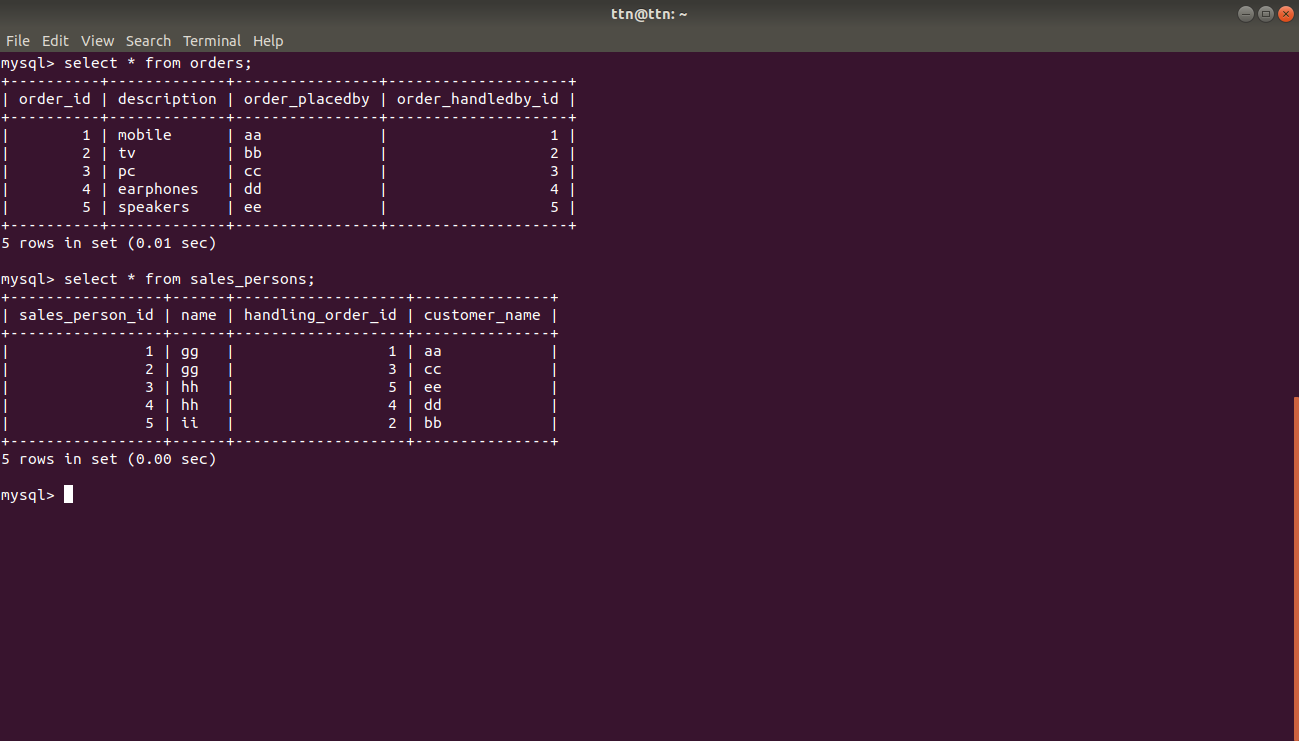 ttn@ttn: ~
File Edit View Search Terminal Help
mysql> select * from orders;
+----------+-------------+----------------+--------------------+
| order_id | description | order_placedby | order_handledby_id |
+----------+-------------+----------------+--------------------+
|        1 | mobile      | aa             |                  1 |
|        2 | tv          | bb             |                  2 |
|        3 | pc          | cc             |                  3 |
|        4 | earphones   | dd             |                  4 |
|        5 | speakers    | ee             |                  5 |
+----------+-------------+----------------+--------------------+
5 rows in set (0.01 sec)
mysql> select * from sales_persons;
+-----------------+------+-------------------+---------------+
| sales_person_id | name | handling_order_id | customer_name |
+-----------------+------+-------------------+---------------+
|               1 | gg   |                 1 | aa            |
|               2 | gg   |                 3 | cc            |
|               3 | hh   |                 5 | ee            |
|               4 | hh   |                 4 | dd            |
|               5 | ii   |                 2 | bb            |
+-----------------+------+-------------------+---------------+
5 rows in set (0.00 sec)
mysql>